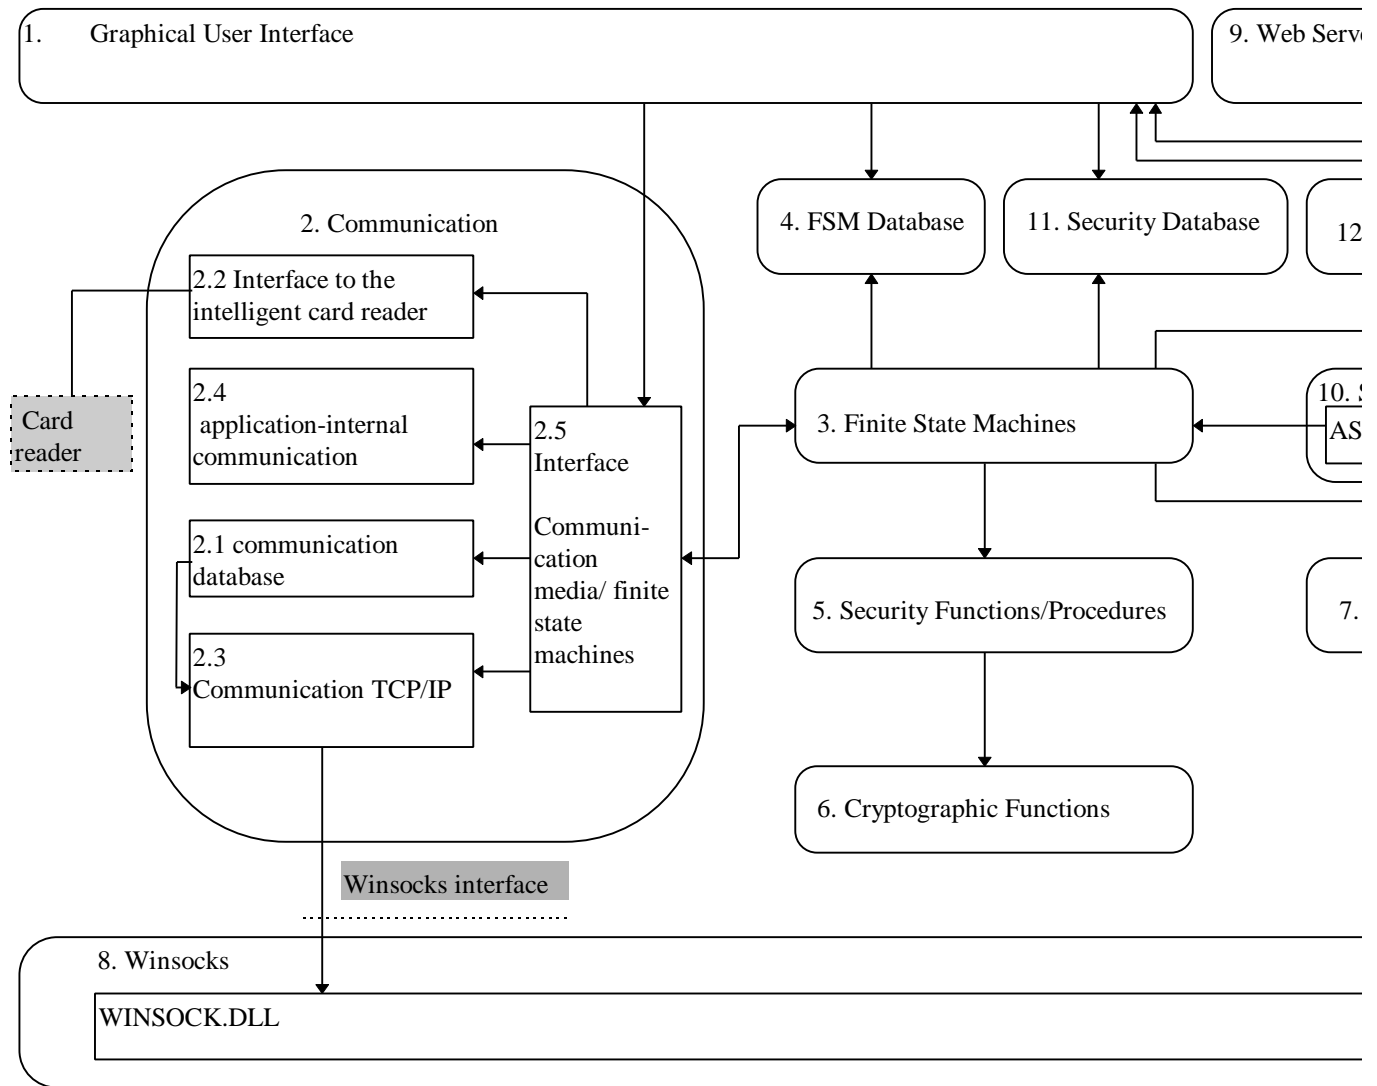 1. Graphical User Interface
9. Web Serve
2. Communication
4. FSM Database
11. Security Database
12
2.2 Interface to the
intelligent card reader
2.4
application-internal
communication
Card
reader
2.5
Interface
Communi-
cation
media/ finite
state
machines
3. Finite State Machines
10. S
AS
2.1 communication
database
5. Security Functions/Procedures
7.
2.3
Communication TCP/IP
6. Cryptographic Functions
Winsocks interface
8. Winsocks
WINSOCK.DLL